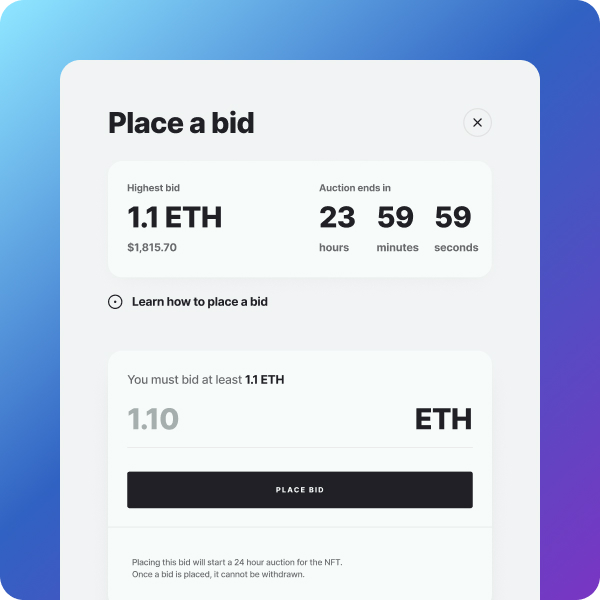 Place a bid
Highest bid
1.1 ETH
$1,815.70
Auction ends in
23 59 59
hours minutes seconds
Learn how to place a bid
You must bid at least 1.1 ETH
1.10 ETH
PLACE BID
Placing this bid will start a 24 hour auction for the NFT.
Once a bid is placed, it cannot be withdrawn.